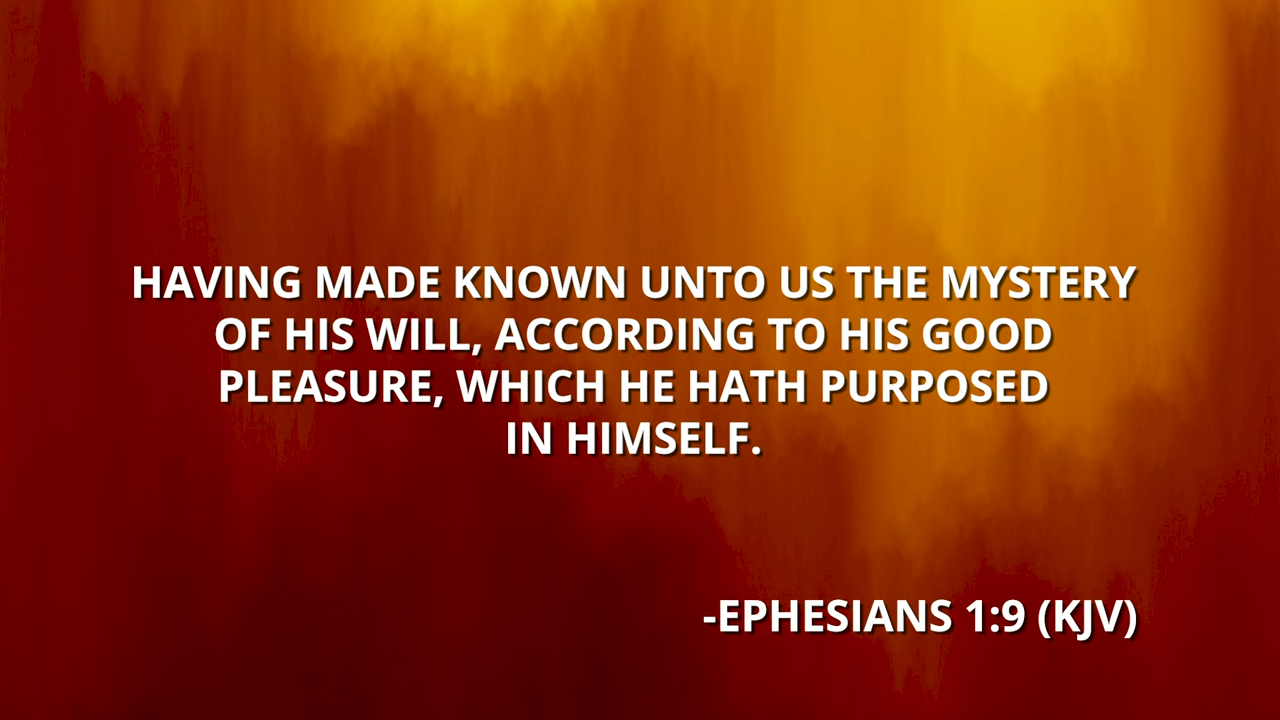 HAVING MADE KNOWN UNTO US THE MYSTERY
OF HIS WILL, ACCORDING TO HIS GOOD
PLEASURE, WHICH HE HATH PURPOSED
IN HIMSELF.
-EPHESIANS 1:9 (KJV)